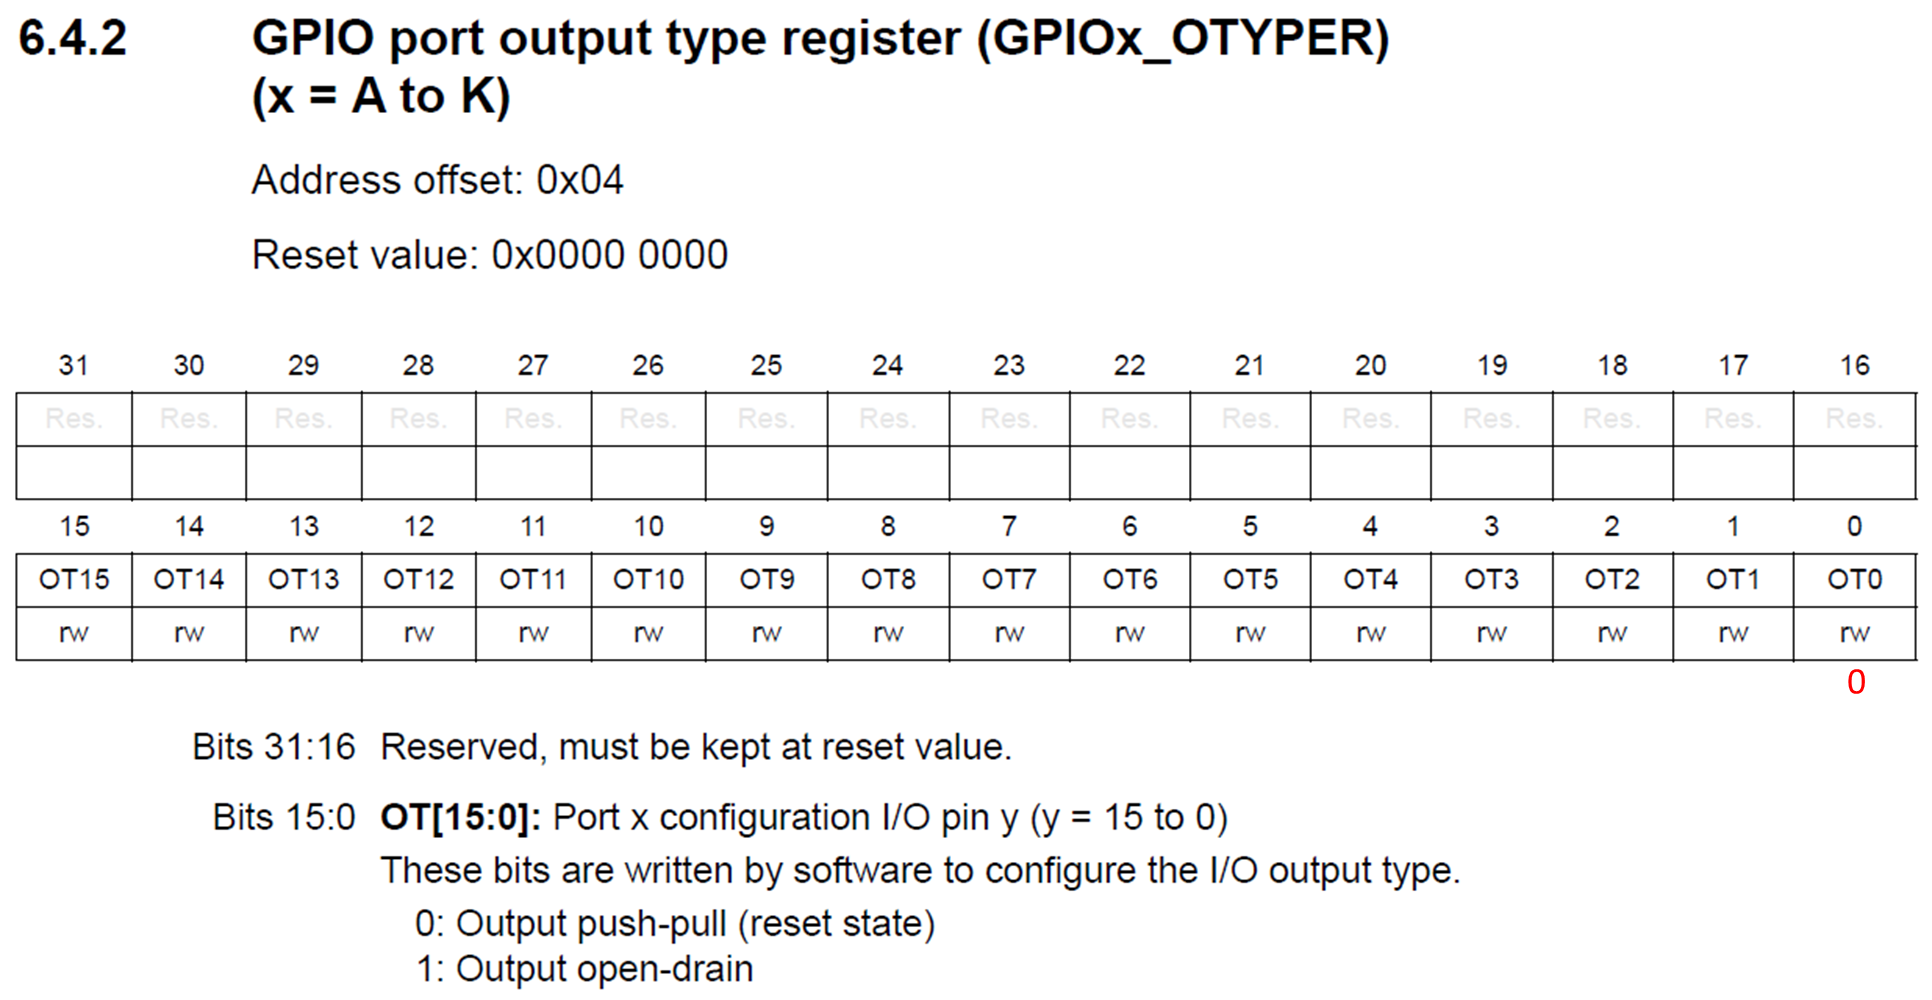 6.4.2 GPIO port output type register (GPIOx_OTYPER)
(x = A to K)
Address offset: 0x04
Reset value: 0x0000 0000
31 30 29 28 27 26 25 24 23 22 21 20 19 18 17 16
Res. Res. Res. Res. Res. Res. Res. Res. Res. Res. Res. Res. Res. Res. Res. Res.
15 14 13 12 11 10 9 8 7 6 5 4 3 2 1 0
OT15 OT14 OT13 OT12 OT11 OT10 OT9 OT8 OT7 OT6 OT5 OT4 OT3 OT2 OT1 OT0
rw rw rw rw rw rw rw rw rw rw rw rw rw rw rw rw
0
Bits 31:16 Reserved, must be kept at reset value.
Bits 15:0 OT[15:0]: Port x configuration I/O pin y (y = 15 to 0)
These bits are written by software to configure the I/O output type.
0: Output push-pull (reset state)
1: Output open-drain